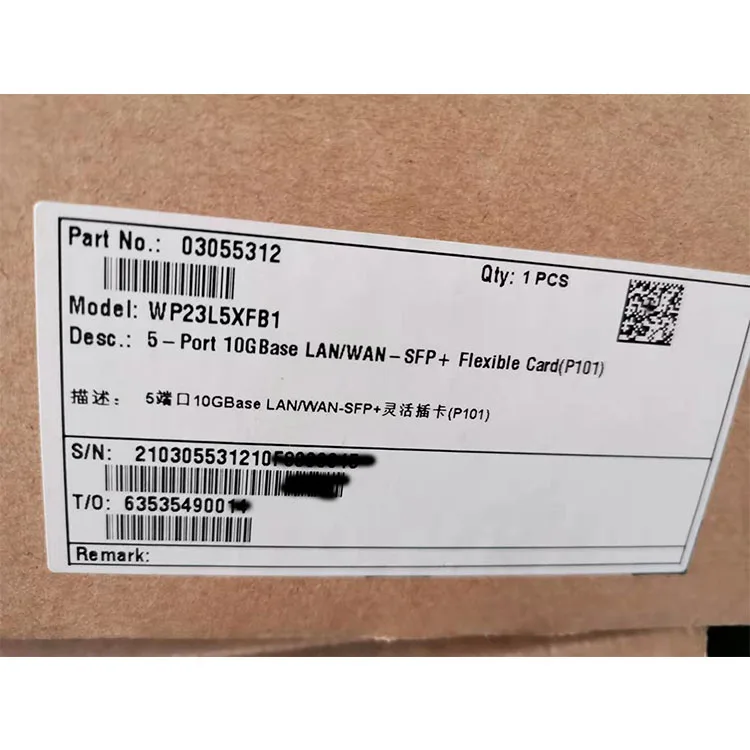 Part No.: 03055312
Qty: 1 PCS
Model: WP23L5XFB1
Desc.: 5-Port 10GBase LAN/WAN-SFP+ Flexible Card(P101)
描述: 5端口10GBase LAN/WAN-SFP+灵活插卡(P101)
S/N: 210305531210
T/O: 6353549001
Remark: